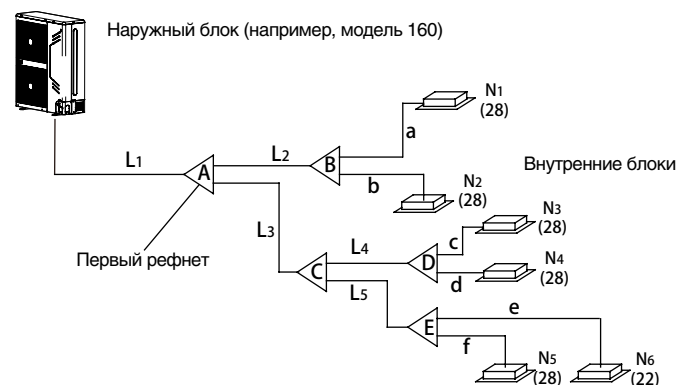 Наружный блок (например, модель 160)
N1
(28)
a
L1
L2
A
B
b
Внутренние блоки
N2
(28)
N3
(28)
L3
Первый рефнет
L4
c
C
D
d
N4
(28)
L5
e
E
f
N5
(28)
N6
(22)